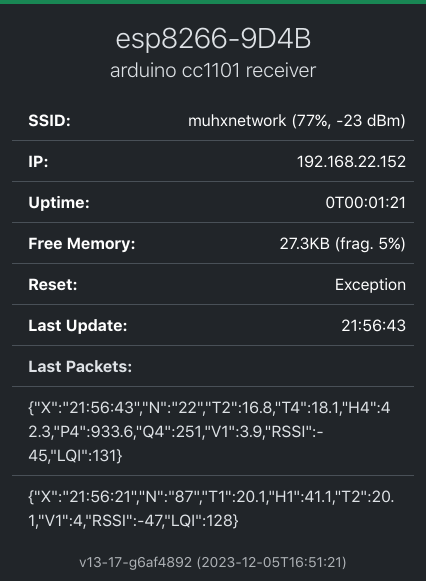 esp8266-9D4B
arduino cc1101 receiver
SSID: muhxnetwork (77%, -23 dBm)
IP: 192.168.22.152
Uptime: 0T00:01:21
Free Memory: 27.3KB (frag. 5%)
Reset: Exception
Last Update: 21:56:43
Last Packets:
{"X":"21:56:43","N":"22","T2":16.8,"T4":18.1,"H4":4
2.3,"P4":933.6,"Q4":251,"V1":3.9,"RSSI":-
45,"LQI":131}
{"X":"21:56:21","N":"87","T1":20.1,"H1":41.1,"T2":20.
1,"V1":4,"RSSI":-47,"LQI":128}
v13-17-g6af4892 (2023-12-05T16:51:21)